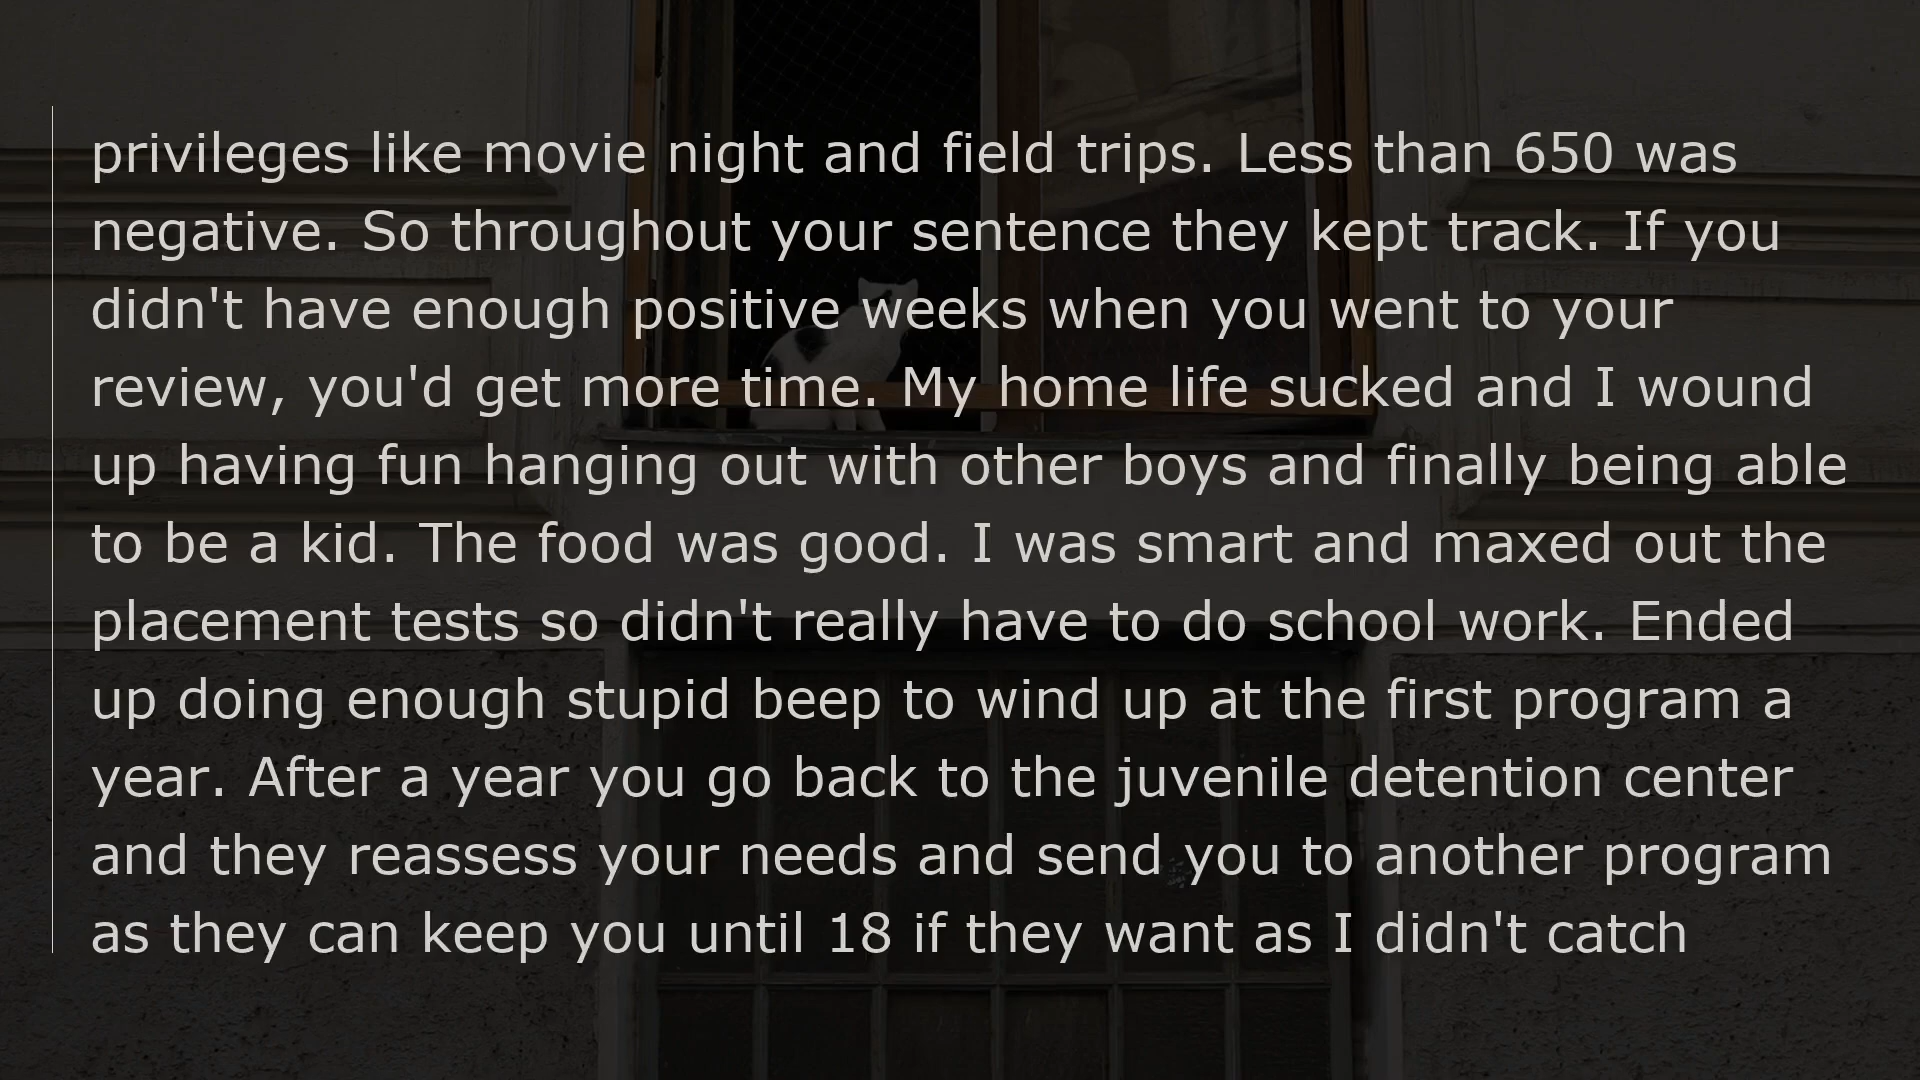 privileges like movie night and field trips. Less than 650 was
negative. So throughout your sentence they kept track. If you
didn't have enough positive weeks when you went to your
review, you'd get more time. My home life sucked and I wound
up having fun hanging out with other boys and finally being able
to be a kid. The food was good. I was smart and maxed out the
placement tests so didn't really have to do school work. Ended
up doing enough stupid beep to wind up at the first program a
year. After a year you go back to the juvenile detention center
and they reassess your needs and send you to another program
as they can keep you until 18 if they want as I didn't catch